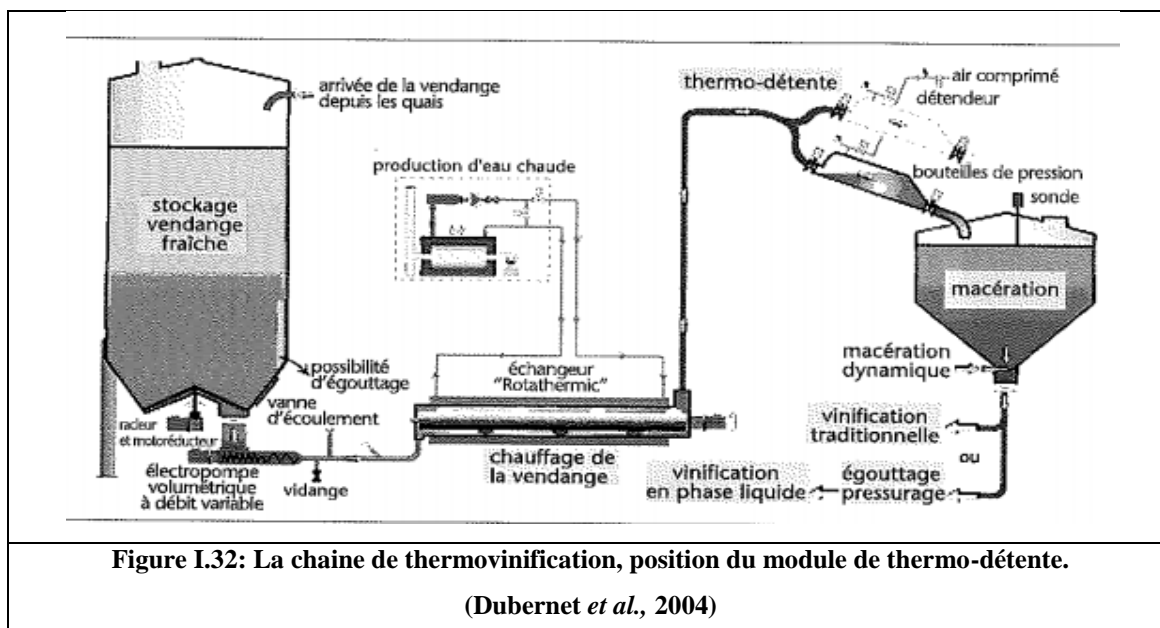 arrivée de la vendange
depuis les quais
thermo-détente
air comprimé
détendeur
production d'eau chaude
bouteilles de pression
sonde
stockage
vendange
fraîche
macération
possibilité
d'égouttage
vanne
d'écoulement
échangeur
"Rotathermic"
macération
dynamique
racleur
et motoréducteur
électropompe
volumétrique
à débit variable
vidange
chauffage de
la vendange
vinification
traditionnelle
ou
vinification
en phase liquide
égouttage
pressurage
Figure I.32: La chaine de thermovinification, position du module de thermo-détente.
(Dubernet et al., 2004)